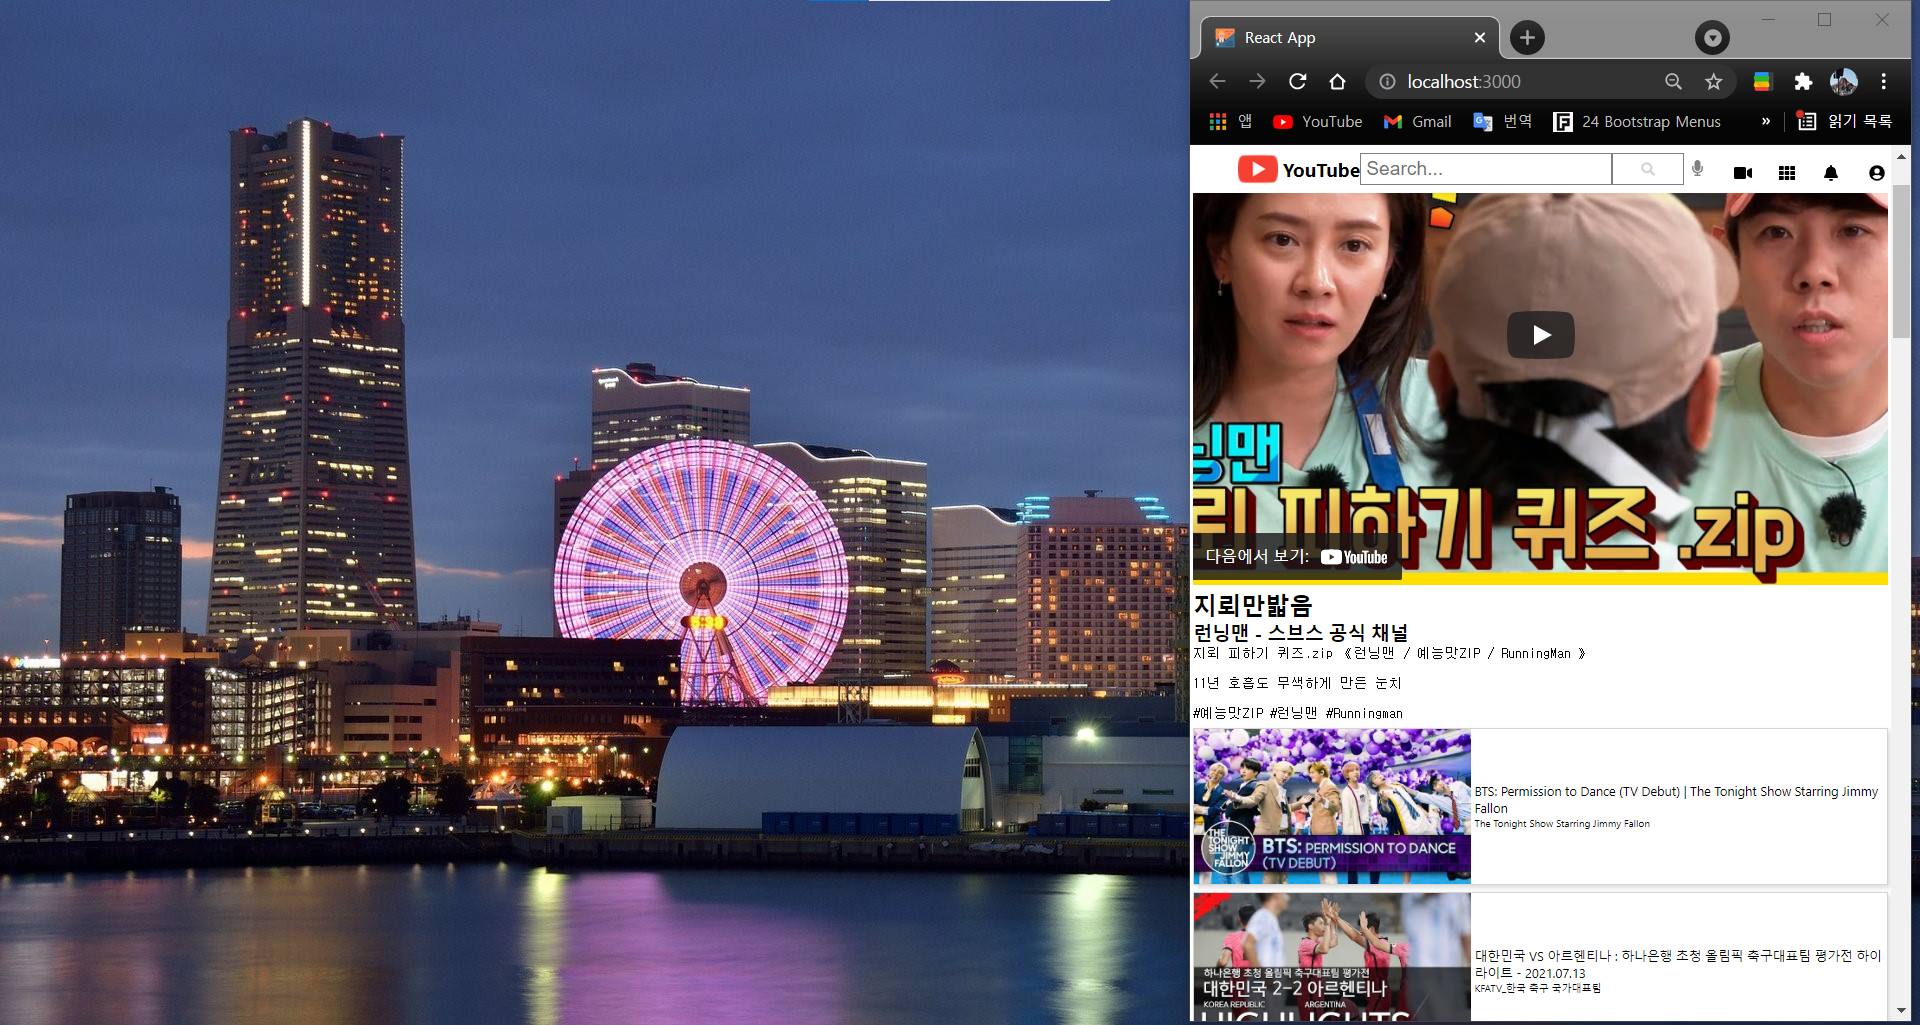 5:33
React App
localhost:3000
앱
YouTube
Gmail
번역
24 Bootstrap Menus
»
읽기 목록
YouTube
Search...
닝맨
피하기 퀴즈 .zip
다음에서 보기: YouTube
지뢰만밟음
런닝맨 - 스브스 공식 채널
지뢰 피하기 퀴즈.zip 《런닝맨 / 예능맛ZIP / RunningMan 》
11년 호흡도 무색하게 만든 눈치
#예능맛ZIP #런닝맨 #Runningman
THE
TONIGHT
SHOW
JIMMY
FALLON
BTS: PERMISSION TO DANCE
(TV DEBUT)
BTS: Permission to Dance (TV Debut) | The Tonight Show Starring Jimmy
Fallon
The Tonight Show Starring Jimmy Fallon
하나은행 초청 올림픽 축구대표팀 평가전
대한민국 2-2 아르헨티나
KOREA REPUBLIC ARGENTINA
HIGHLIGHTS
대한민국 VS 아르헨티나 : 하나은행 초청 올림픽 축구대표팀 평가전 하이
라이트 - 2021.07.13
KFATV_한국 축구 국가대표팀